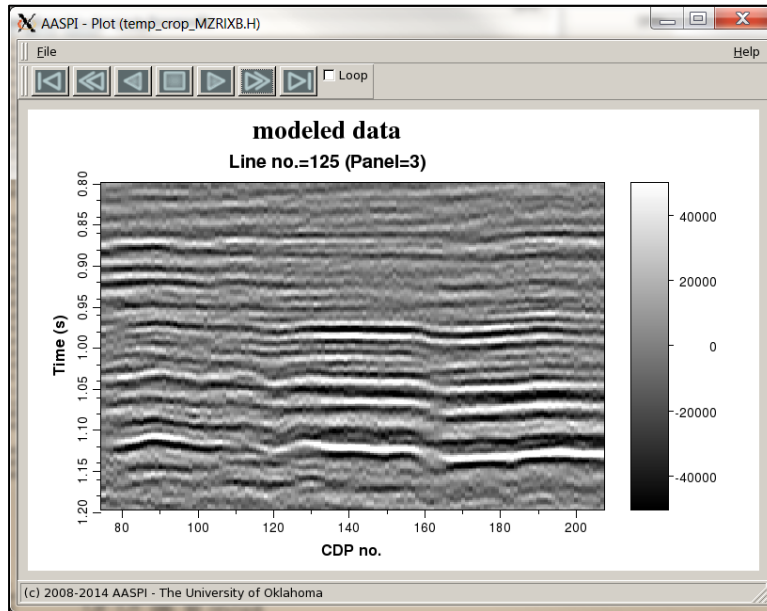 AASPI - Plot (temp_crop_MZRIXB.H)
File Help
Loop
modeled data
Line no.=125 (Panel=3)
0.80
0.85
0.90
0.95
1.00
1.05
1.10
1.15
1.20
Time (s)
40000
20000
0
-20000
-40000
80 100 120 140 160 180 200
CDP no.
(c) 2008-2014 AASPI - The University of Oklahoma